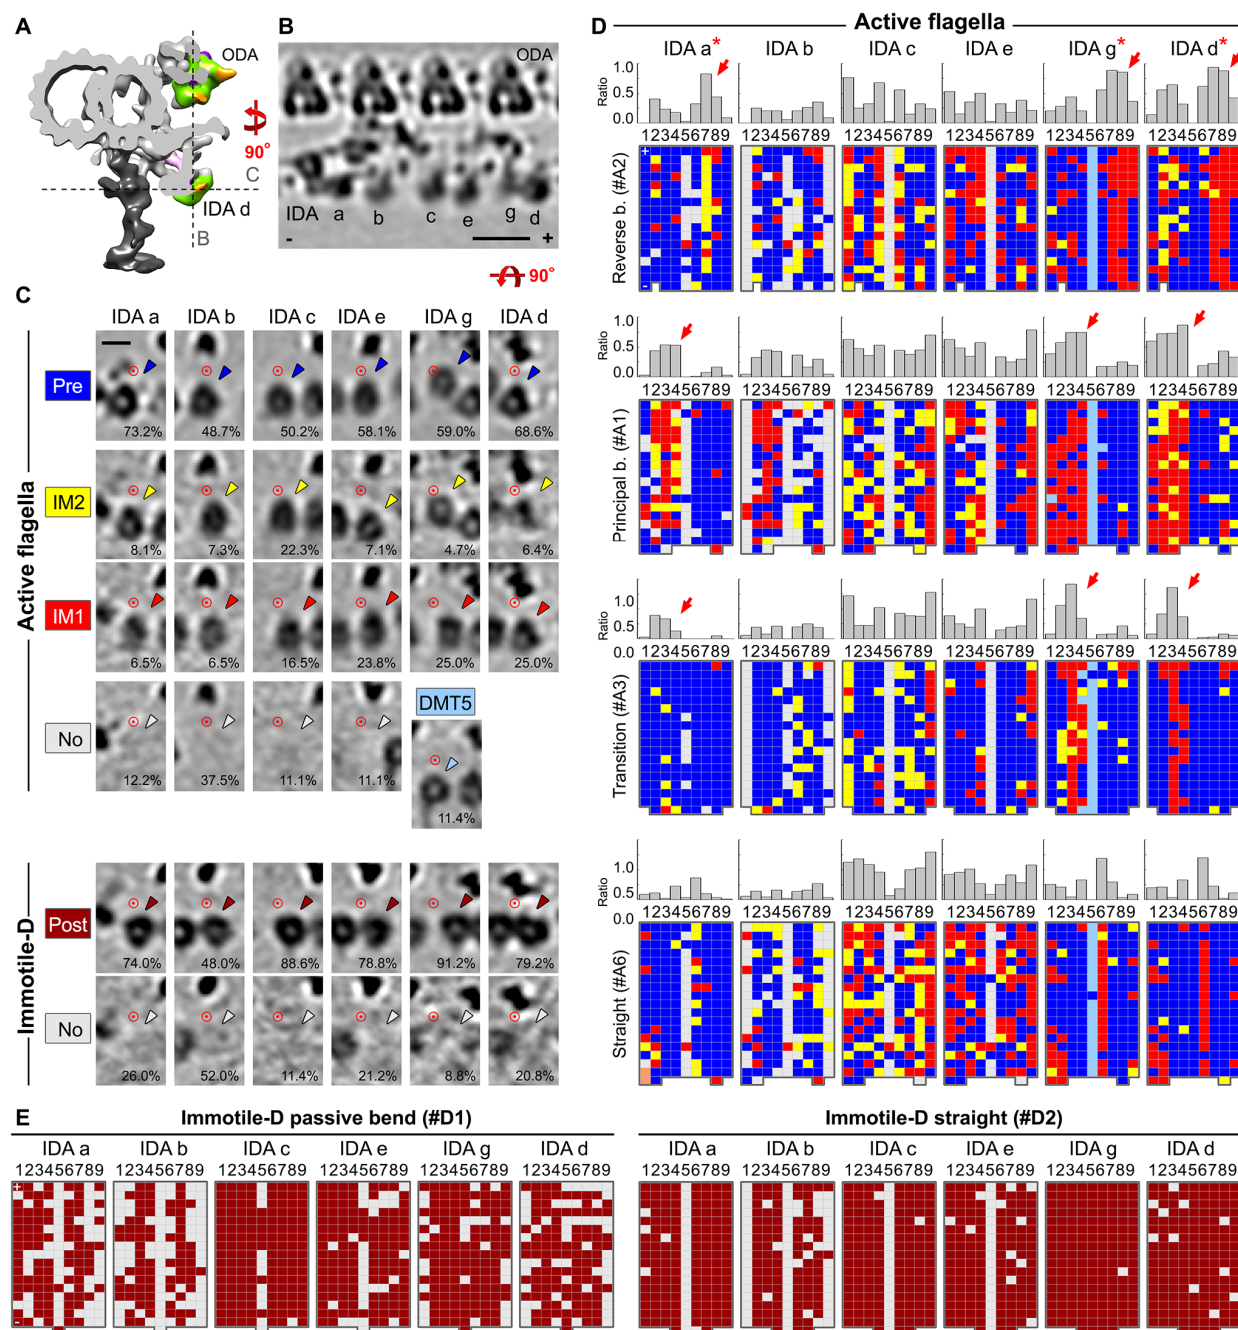 A
ODA
90°
C
IDA d
B
B
ODA
IDA a b c e g d
- +
90°
C
IDA a IDA b IDA c IDA e IDA g IDA d
Active flagella
Pre
73.2% 48.7% 50.2% 58.1% 59.0% 68.6%
IM2
8.1% 7.3% 22.3% 7.1% 4.7% 6.4%
IM1
6.5% 6.5% 16.5% 23.8% 25.0% 25.0%
No
12.2% 37.5% 11.1% 11.1%
DMT5
11.4%
Immotile-D
Post
74.0% 48.0% 88.6% 78.8% 91.2% 79.2%
No
26.0% 52.0% 11.4% 21.2% 8.8% 20.8%
D
Active flagella
IDA a* IDA b IDA c IDA e IDA g* IDA d*
Ratio
1.0
0.5
0.0
123456789 123456789 123456789 123456789 123456789 123456789
Reverse b. (#A2)
+
-
Ratio
1.0
0.5
0.0
123456789 123456789 123456789 123456789 123456789 123456789
Principal b. (#A1)
Ratio
1.0
0.5
0.0
123456789 123456789 123456789 123456789 123456789 123456789
Transition (#A3)
Ratio
1.0
0.5
0.0
123456789 123456789 123456789 123456789 123456789 123456789
Straight (#A6)
E
Immotile-D passive bend (#D1)
IDA a IDA b IDA c IDA e IDA g IDA d
123456789 123456789 123456789 123456789 123456789 123456789
+
-
Immotile-D straight (#D2)
IDA a IDA b IDA c IDA e IDA g IDA d
123456789 123456789 123456789 123456789 123456789 123456789